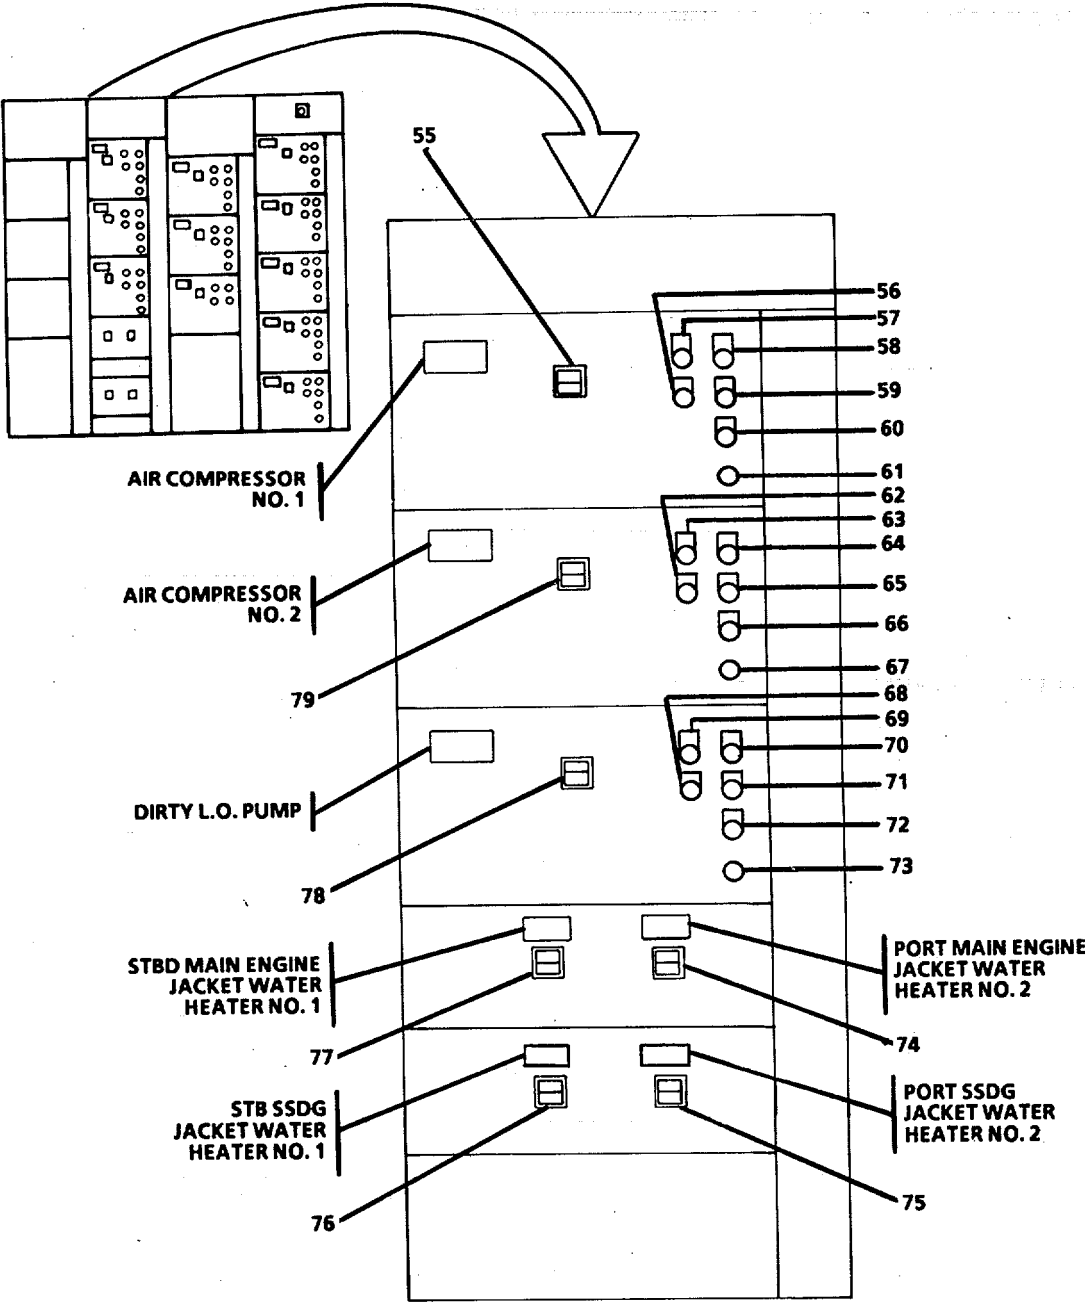 55
56
57
58
59
60
61
62
63
64
65
66
67
68
69
70
71
72
73
AIR COMPRESSOR
NO. 1
AIR COMPRESSOR
NO. 2
79
DIRTY L.O. PUMP
78
STBD MAIN ENGINE
JACKET WATER
HEATER NO. 1
PORT MAIN ENGINE
JACKET WATER
HEATER NO. 2
77
74
STB SSDG
JACKET WATER
HEATER NO. 1
PORT SSDG
JACKET WATER
HEATER NO. 2
76
75